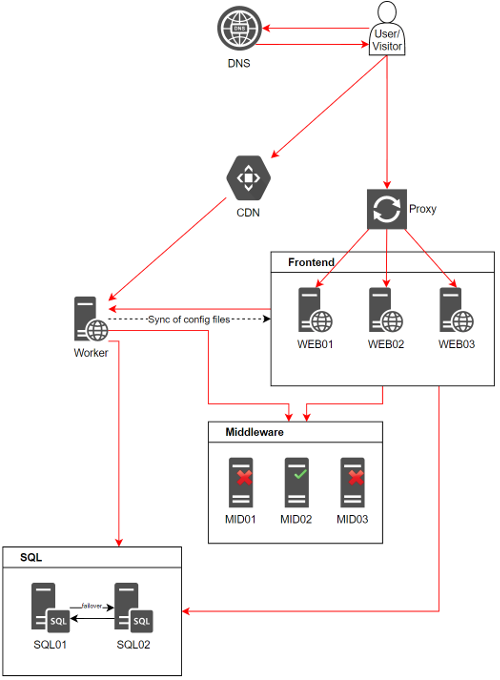 DNS
User/
Visitor
DNS
CDN
Proxy
Frontend
WEB01
WEB02
WEB03
Sync of config files
Worker
Middleware
MID01
MID02
MID03
SQL
failover
SQL
SQL
SQL01
SQL02